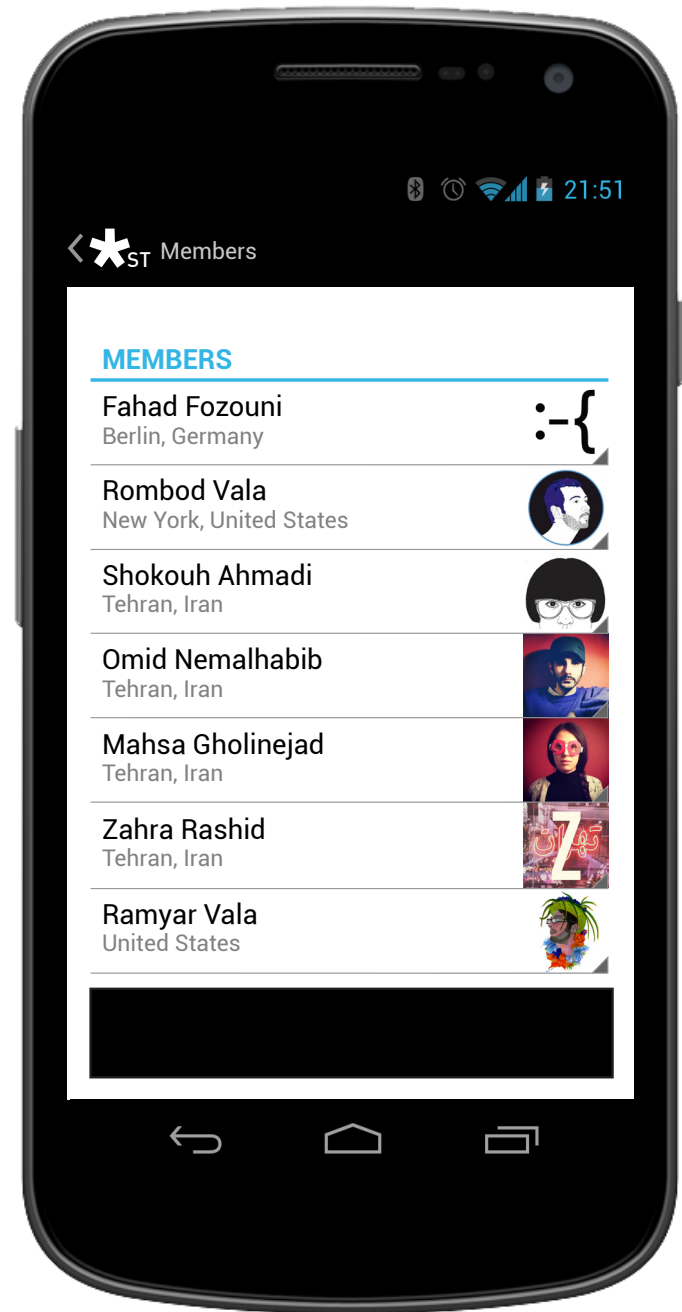 21:51
ST Members
MEMBERS
Fahad Fozouni
Berlin, Germany
:-{
Rombod Vala
New York, United States
Shokouh Ahmadi
Tehran, Iran
Omid Nemalhabib
Tehran, Iran
Mahsa Gholinejad
Tehran, Iran
Zahra Rashid
Tehran, Iran
تهران
Z
Ramyar Vala
United States